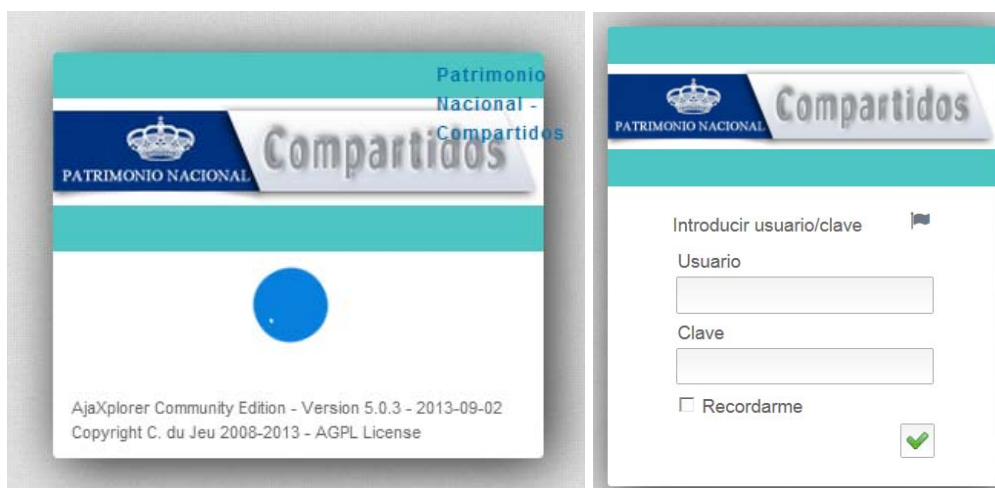 Patrimonio
Nacional -
Compartidos
PATRIMONIO NACIONAL
Compartidos
AjaXplorer Community Edition - Version 5.0.3 - 2013-09-02
Copyright C. du Jeu 2008-2013 - AGPL License
PATRIMONIO NACIONAL
Compartidos
Introducir usuario/clave
Usuario
Clave
Recordarme